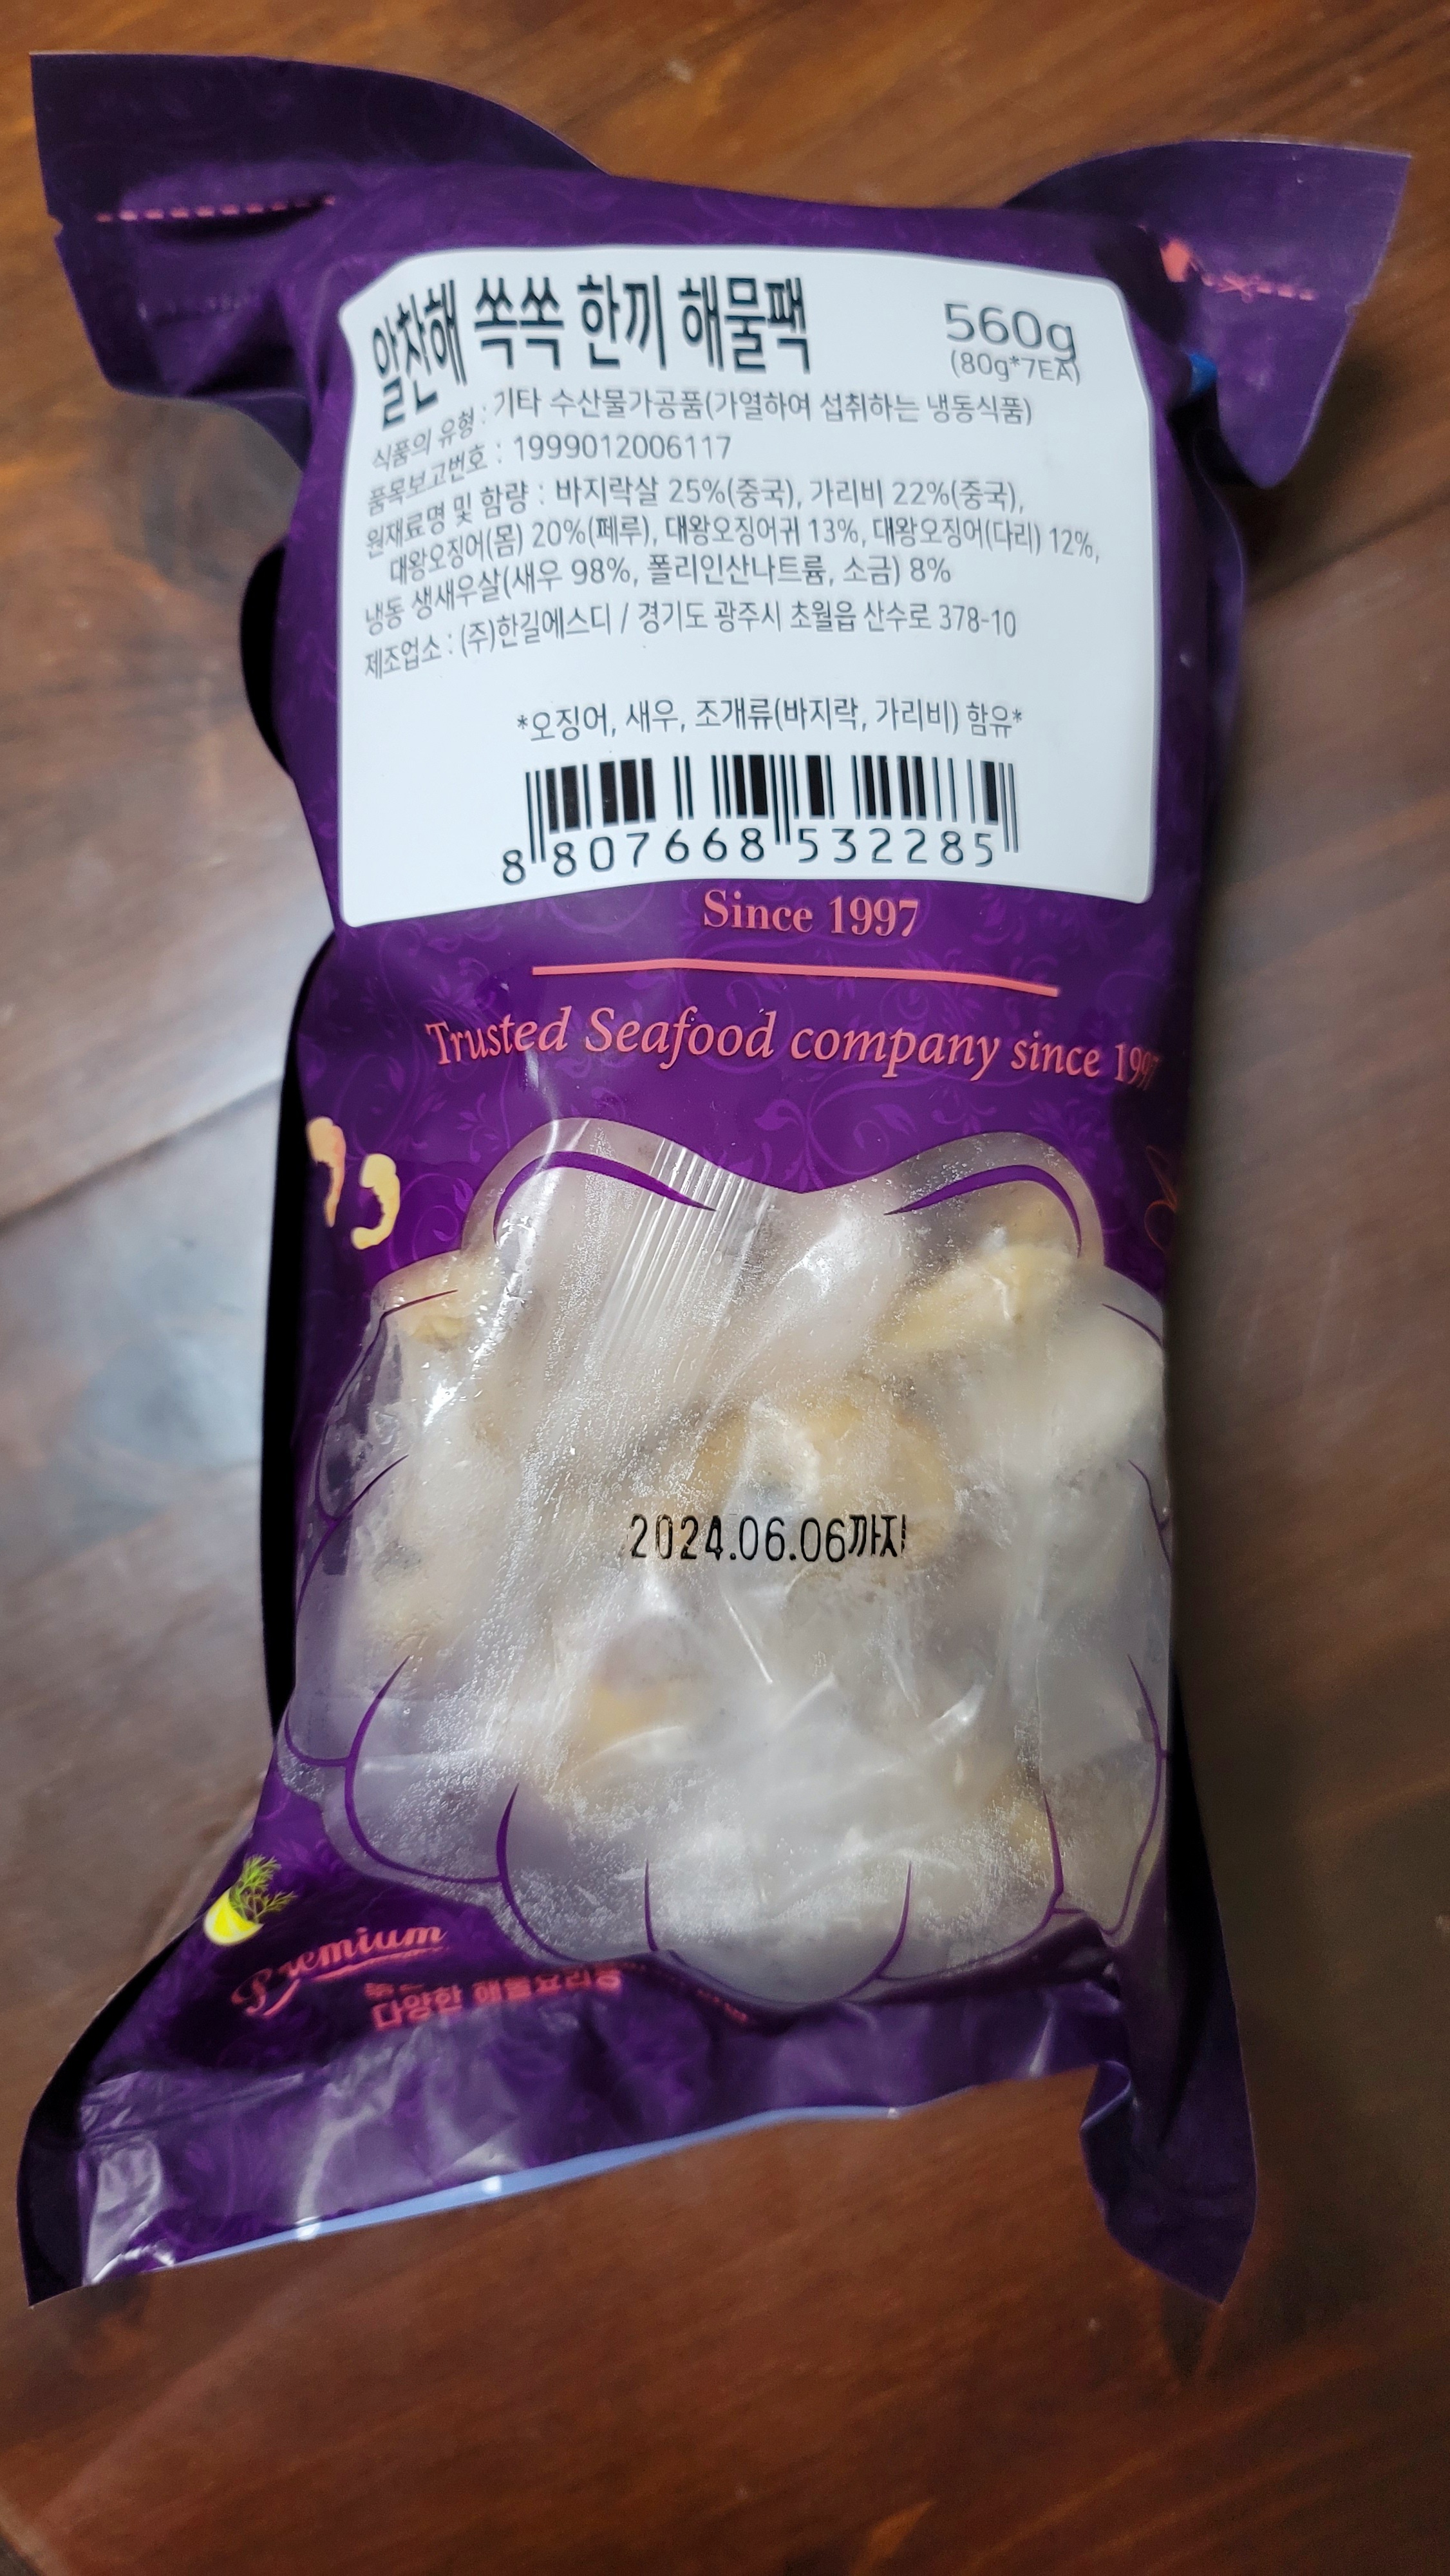 알찬해 쏙쏙 한끼 해물팩
560g
(80g*7EA)
식품의 유형 : 기타 수산물가공품(가열하여 섭취하는 냉동식품)
품목보고번호 : 1999012006117
원재료명 및 함량 : 바지락살 25%(중국), 가리비 22%(중국),
대왕오징어(몸) 20%(페루), 대왕오징어귀 13%, 대왕오징어(다리) 12%,
냉동 생새우살(새우 98%, 폴리인산나트륨, 소금) 8%
제조업소 : (주)한길에스디 / 경기도 광주시 초월읍 산수로 378-10
*오징어, 새우, 조개류(바지락, 가리비) 함유*
8 807668 532285
Since 1997
Trusted Seafood company since 1997
2024.06.06까지
Premium
다양한 해물요리용